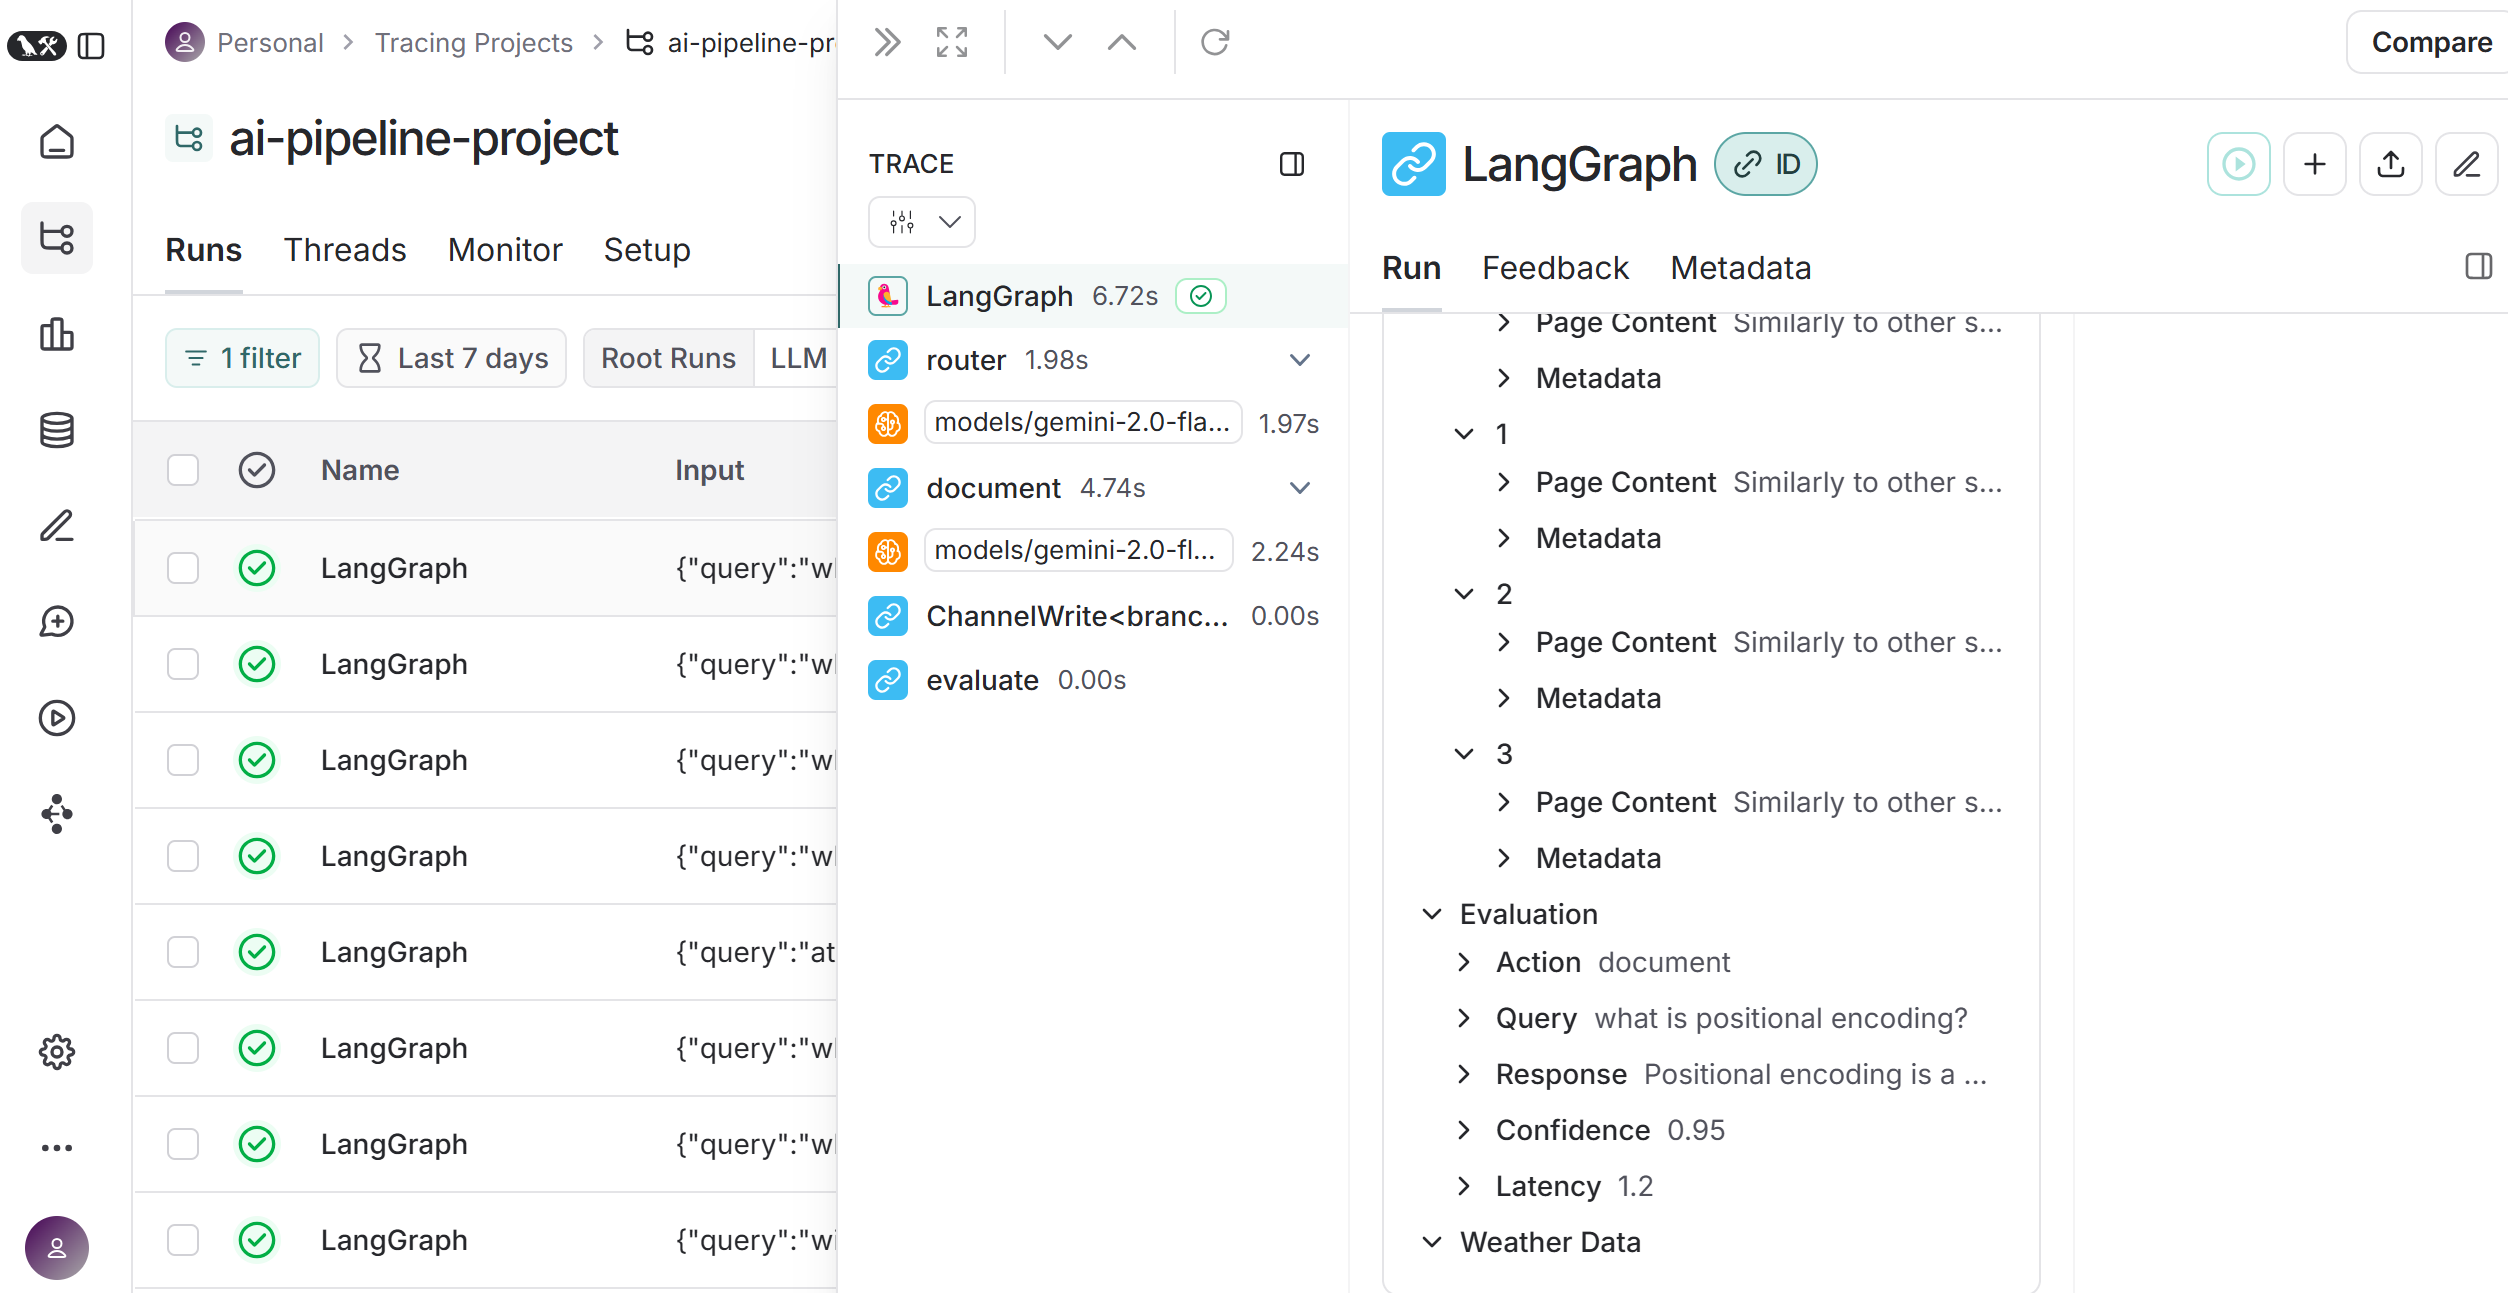 Personal > Tracing Projects > ai-pipeline-pr
ai-pipeline-project
Runs Threads Monitor Setup
1 filter Last 7 days Root Runs LLM
Name Input
LangGraph {"query":"w
LangGraph {"query":"w
LangGraph {"query":"w
LangGraph {"query":"w
LangGraph {"query":"at
LangGraph {"query":"w
LangGraph {"query":"w
LangGraph {"query":"wi
TRACE
LangGraph 6.72s
router 1.98s
models/gemini-2.0-fla... 1.97s
document 4.74s
models/gemini-2.0-fl... 2.24s
ChannelWrite<branc... 0.00s
evaluate 0.00s
Compare
LangGraph ID
Run Feedback Metadata
Page Content Similarly to other s...
Metadata
1
Page Content Similarly to other s...
Metadata
2
Page Content Similarly to other s...
Metadata
3
Page Content Similarly to other s...
Metadata
Evaluation
Action document
Query what is positional encoding?
Response Positional encoding is a ...
Confidence 0.95
Latency 1.2
Weather Data